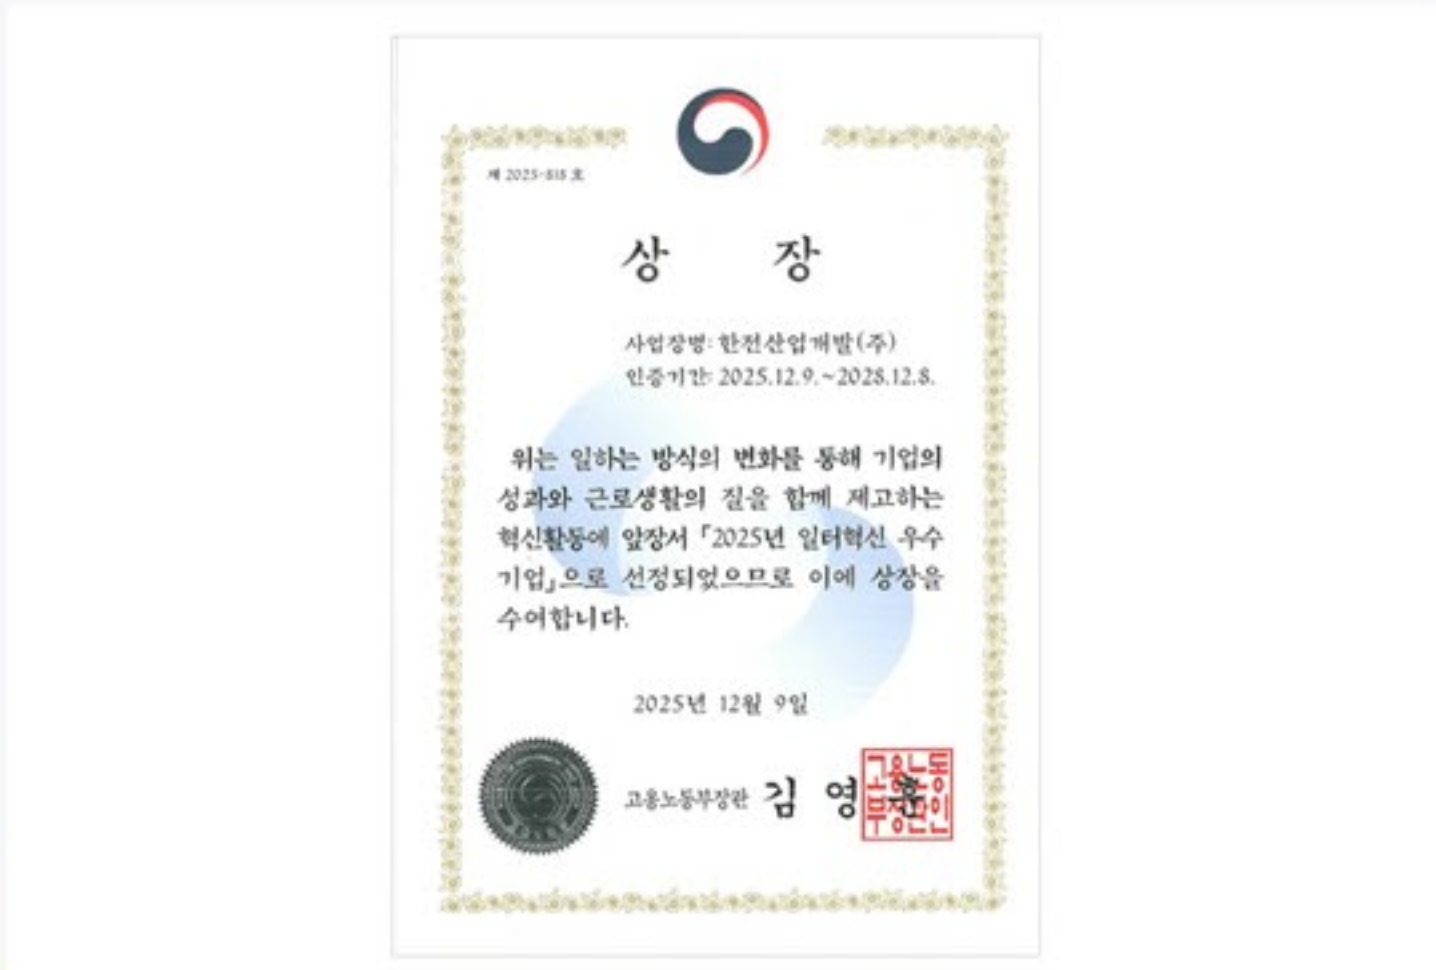 제 2025-818 호
상 장
사업장명: 한전산업개발(주)
인증기간: 2025.12.9.~2028.12.8.
위는 일하는 방식의 변화를 통해 기업의
성과와 근로생활의 질을 함께 제고하는
혁신활동에 앞장서 「2025년 일터혁신 우수
기업」으로 선정되었으므로 이에 상장을
수여합니다.
2025년 12월 9일
고용노동부장관 김 영 훈
고용노동
부장관인